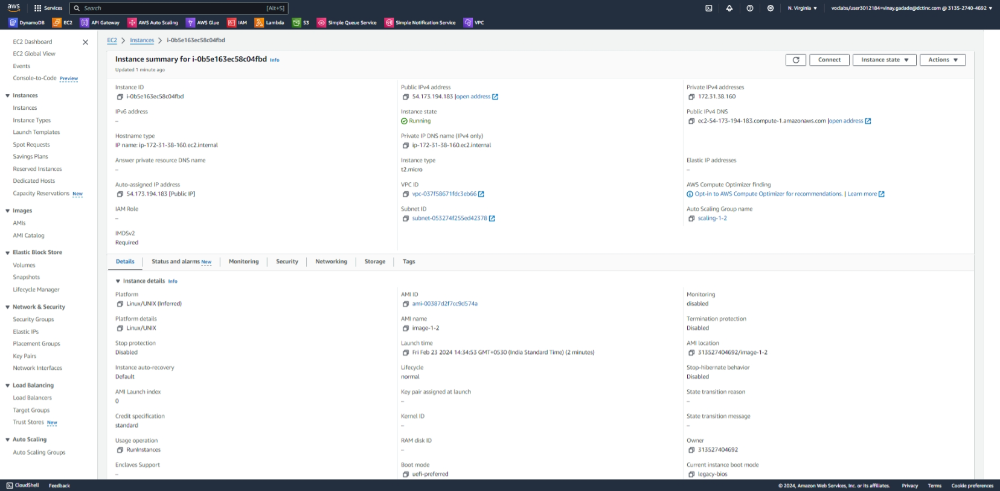 aws Services Search [Alt+S] N. Virginia ▼ voclabs/user3012184=vinay.gadade@dctinc.com @ 3135-2740-4692 ▼
DynamoDB EC2 API Gateway AWS Auto Scaling AWS Glue IAM Lambda S3 Simple Queue Service Simple Notification Service VPC
EC2 Dashboard
EC2 Global View
Events
Console-to-Code Preview
Instances
Instances
Instance Types
Launch Templates
Spot Requests
Savings Plans
Reserved Instances
Dedicated Hosts
Capacity Reservations New
Images
AMIs
AMI Catalog
Elastic Block Store
Volumes
Snapshots
Lifecycle Manager
Network & Security
Security Groups
Elastic IPs
Placement Groups
Key Pairs
Network Interfaces
Load Balancing
Load Balancers
Target Groups
Trust Stores New
Auto Scaling
Auto Scaling Groups
EC2 > Instances > i-0b5e163ec58c04fbd
Instance summary for i-0b5e163ec58c04fbd Info
Updated 1 minute ago
Connect Instance state ▼ Actions ▼
Instance ID
i-0b5e163ec58c04fbd
IPv6 address
–
Hostname type
IP name: ip-172-31-38-160.ec2.internal
Answer private resource DNS name
–
Auto-assigned IP address
54.173.194.183 [Public IP]
IAM Role
–
IMDSv2
Required
Public IPv4 address
54.173.194.183 |open address
Instance state
Running
Private IP DNS name (IPv4 only)
ip-172-31-38-160.ec2.internal
Instance type
t2.micro
VPC ID
vpc-037f58671fdc3eb66
Subnet ID
subnet-053274f255ed42378
Private IPv4 addresses
172.31.38.160
Public IPv4 DNS
ec2-54-173-194-183.compute-1.amazonaws.com |open address
Elastic IP addresses
–
AWS Compute Optimizer finding
Opt-in to AWS Compute Optimizer for recommendations. | Learn more
Auto Scaling Group name
scaling-1-2
Details Status and alarms New Monitoring Security Networking Storage Tags
Instance details Info
Platform
Linux/UNIX (Inferred)
Platform details
Linux/UNIX
Stop protection
Disabled
Instance auto-recovery
Default
AMI Launch index
0
Credit specification
standard
Usage operation
RunInstances
Enclaves Support
–
AMI ID
ami-00387d2f7cc9d574a
AMI name
image-1-2
Launch time
Fri Feb 23 2024 14:34:53 GMT+0530 (India Standard Time) (2 minutes)
Lifecycle
normal
Key pair assigned at launch
–
Kernel ID
–
RAM disk ID
–
Boot mode
uefi-preferred
Monitoring
disabled
Termination protection
Disabled
AMI location
313527404692/image-1-2
Stop-hibernate behavior
Disabled
State transition reason
–
State transition message
–
Owner
313527404692
Current instance boot mode
legacy-bios
CloudShell Feedback © 2024, Amazon Web Services, Inc. or its affiliates. Privacy Terms Cookie preferences